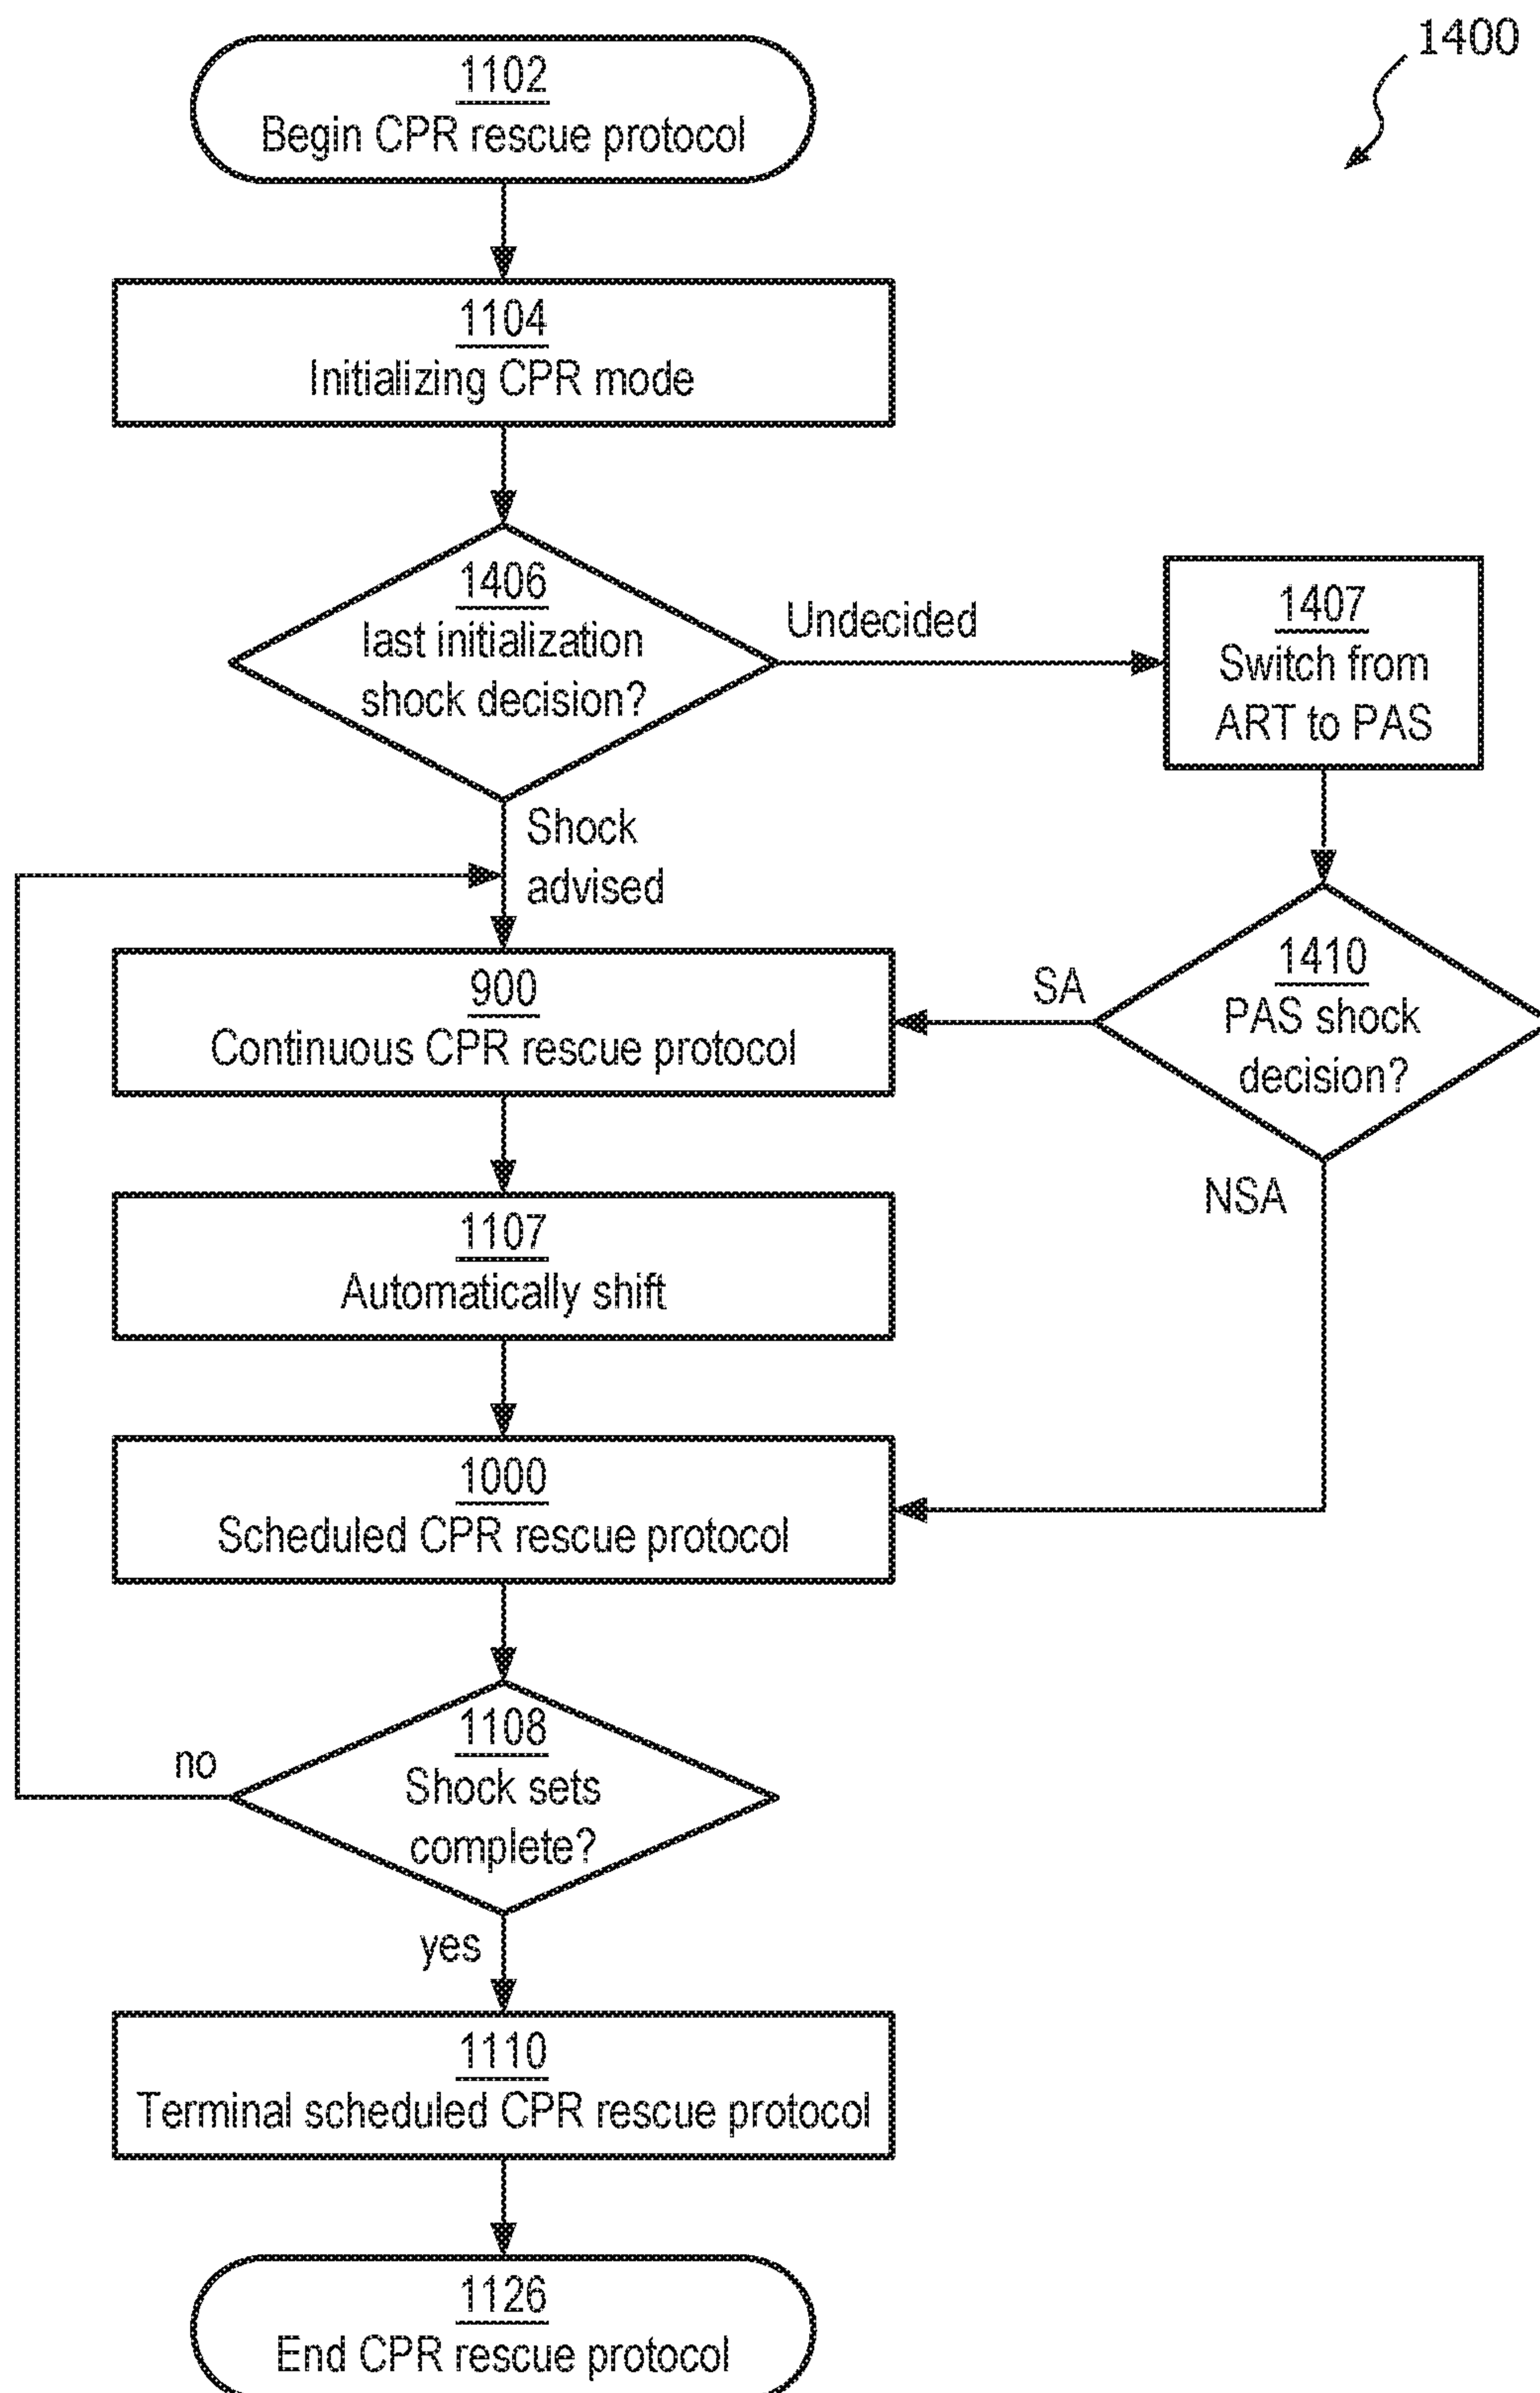 1400
1102
Begin CPR rescue protocol
1104
Initializing CPR mode
1406
last initialization
shock decision?
Undecided
1407
Switch from
ART to PAS
Shock
advised
900
Continuous CPR rescue protocol
SA
1410
PAS shock
decision?
NSA
1107
Automatically shift
1000
Scheduled CPR rescue protocol
1108
Shock sets
complete?
no
yes
1110
Terminal scheduled CPR rescue protocol
1126
End CPR rescue protocol